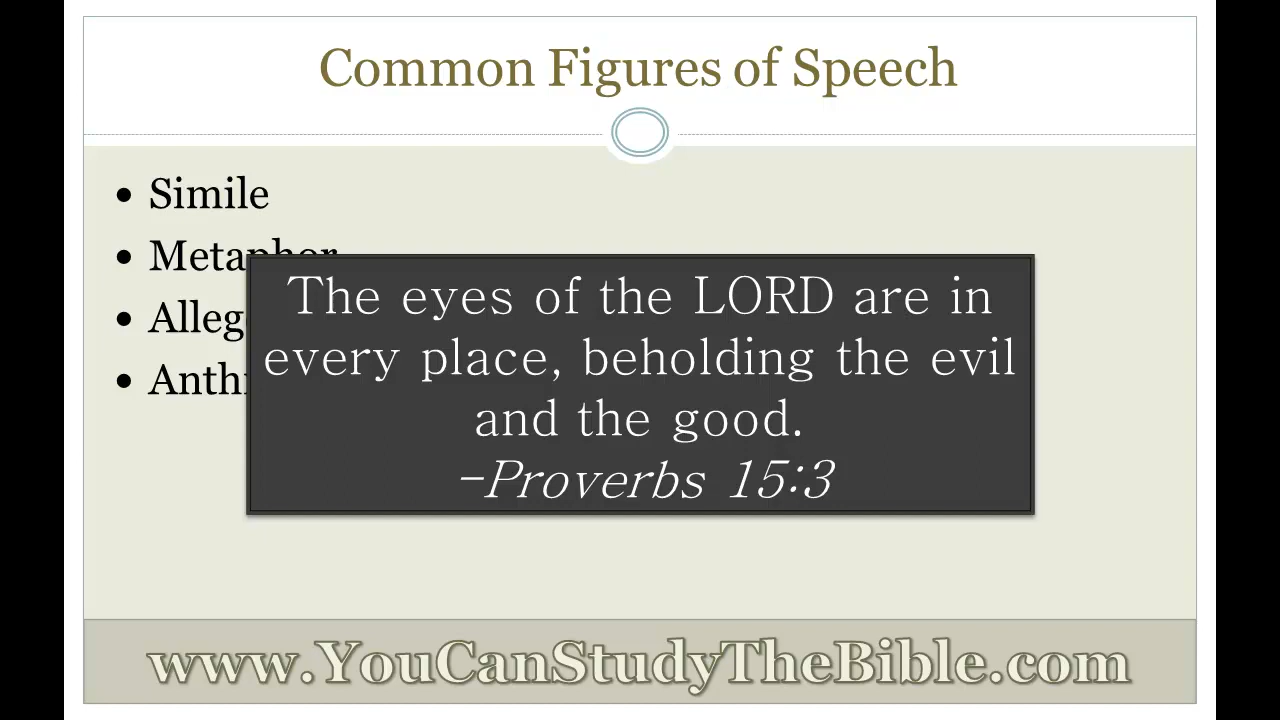 Common Figures of Speech
• Simile
• Metaphor
The eyes of the LORD are in
every place, beholding the evil
and the good.
-Proverbs 15:3
www.YouCanStudyTheBible.com